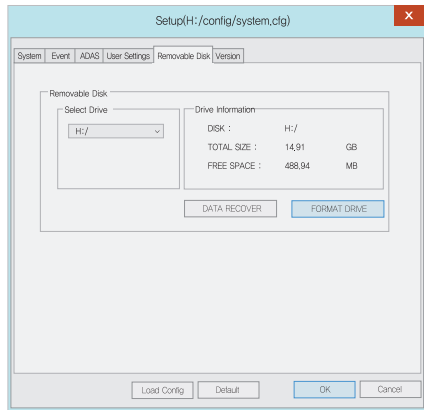 Setup(H:/config/system,cfg)
X
System Event ADAS User Settings Removable Disk Version
Removable Disk
Select Drive
H:/
Drive Information
DISK : H:/
TOTAL SIZE : 14,91 GB
FREE SPACE : 488,94 MB
DATA RECOVER FORMAT DRIVE
Load Config Default OK Cancel